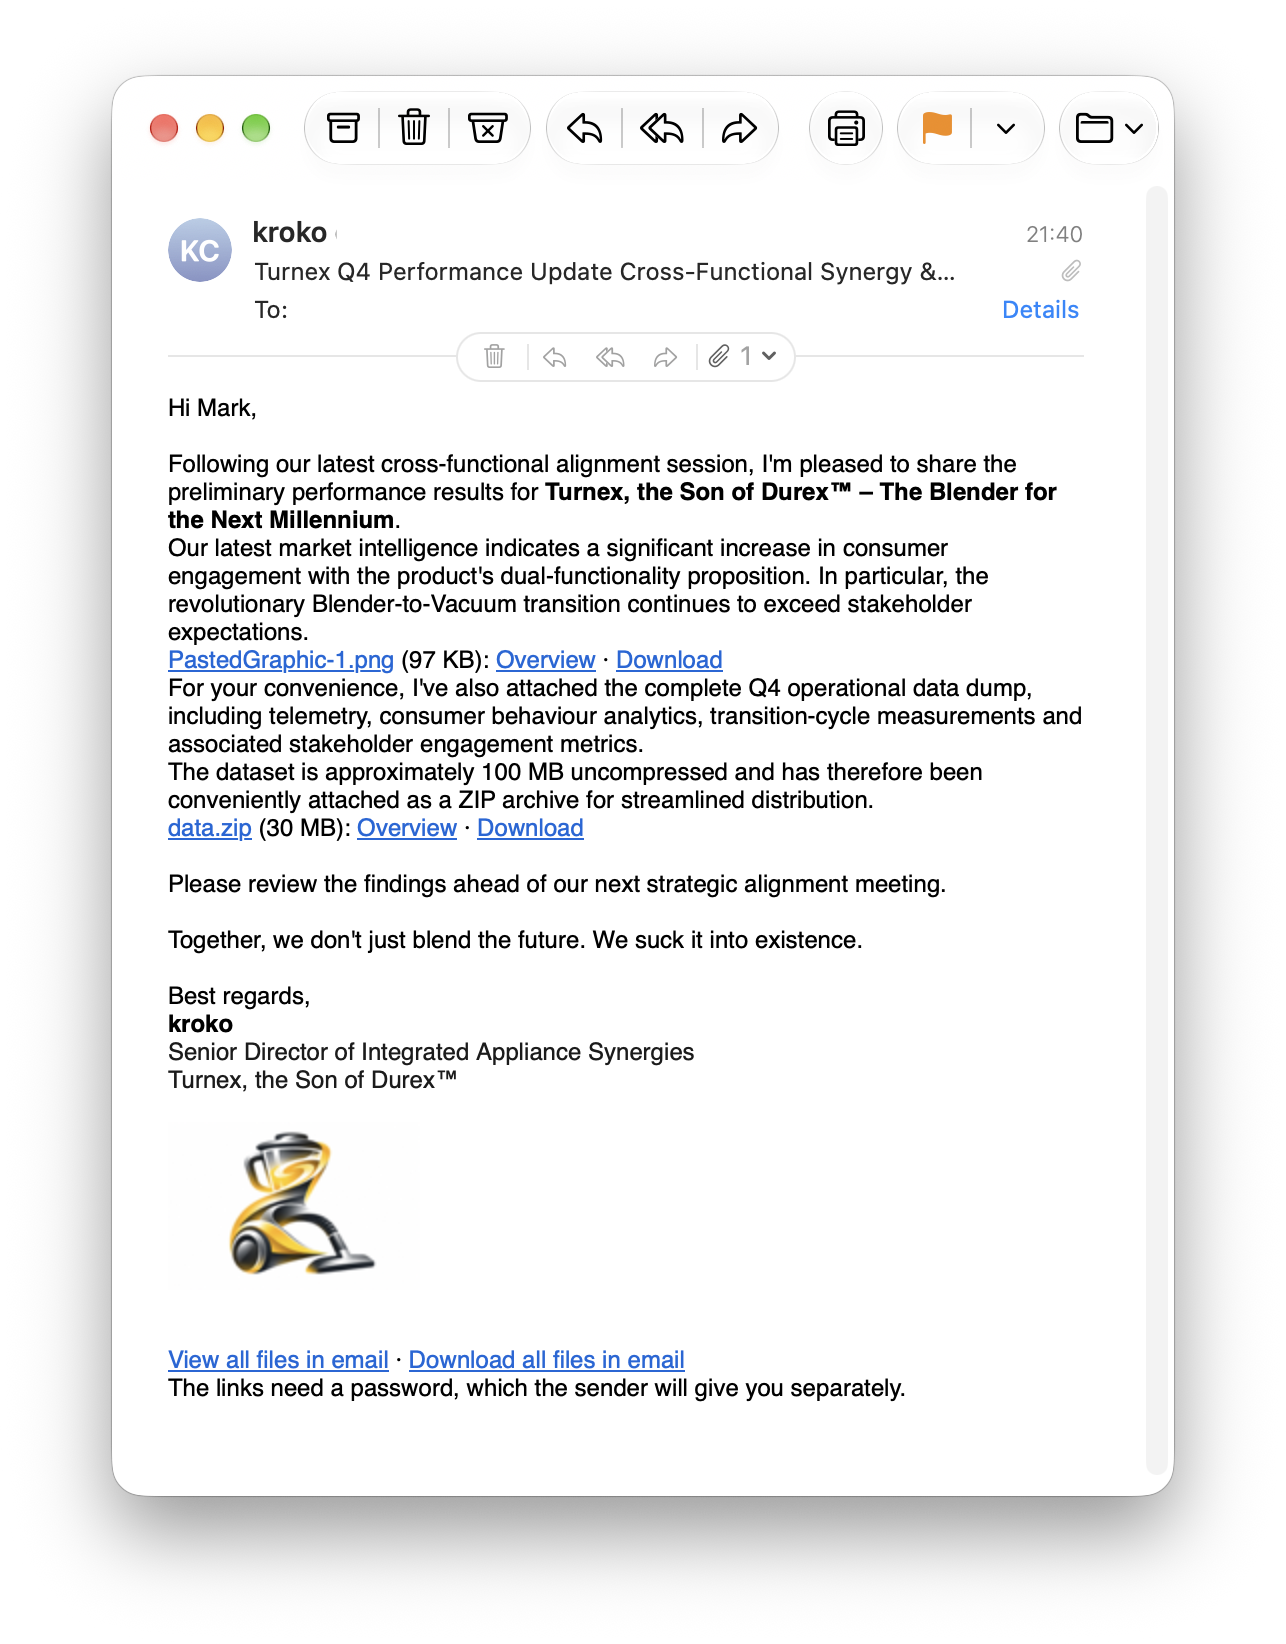 KC
kroko
21:40
Turnex Q4 Performance Update Cross-Functional Synergy &...
To:
Details
1
Hi Mark,
Following our latest cross-functional alignment session, I'm pleased to share the
preliminary performance results for Turnex, the Son of Durex™ – The Blender for
the Next Millennium.
Our latest market intelligence indicates a significant increase in consumer
engagement with the product's dual-functionality proposition. In particular, the
revolutionary Blender-to-Vacuum transition continues to exceed stakeholder
expectations.
PastedGraphic-1.png (97 KB): Overview · Download
For your convenience, I've also attached the complete Q4 operational data dump,
including telemetry, consumer behaviour analytics, transition-cycle measurements and
associated stakeholder engagement metrics.
The dataset is approximately 100 MB uncompressed and has therefore been
conveniently attached as a ZIP archive for streamlined distribution.
data.zip (30 MB): Overview · Download
Please review the findings ahead of our next strategic alignment meeting.
Together, we don't just blend the future. We suck it into existence.
Best regards,
kroko
Senior Director of Integrated Appliance Synergies
Turnex, the Son of Durex™
View all files in email · Download all files in email
The links need a password, which the sender will give you separately.